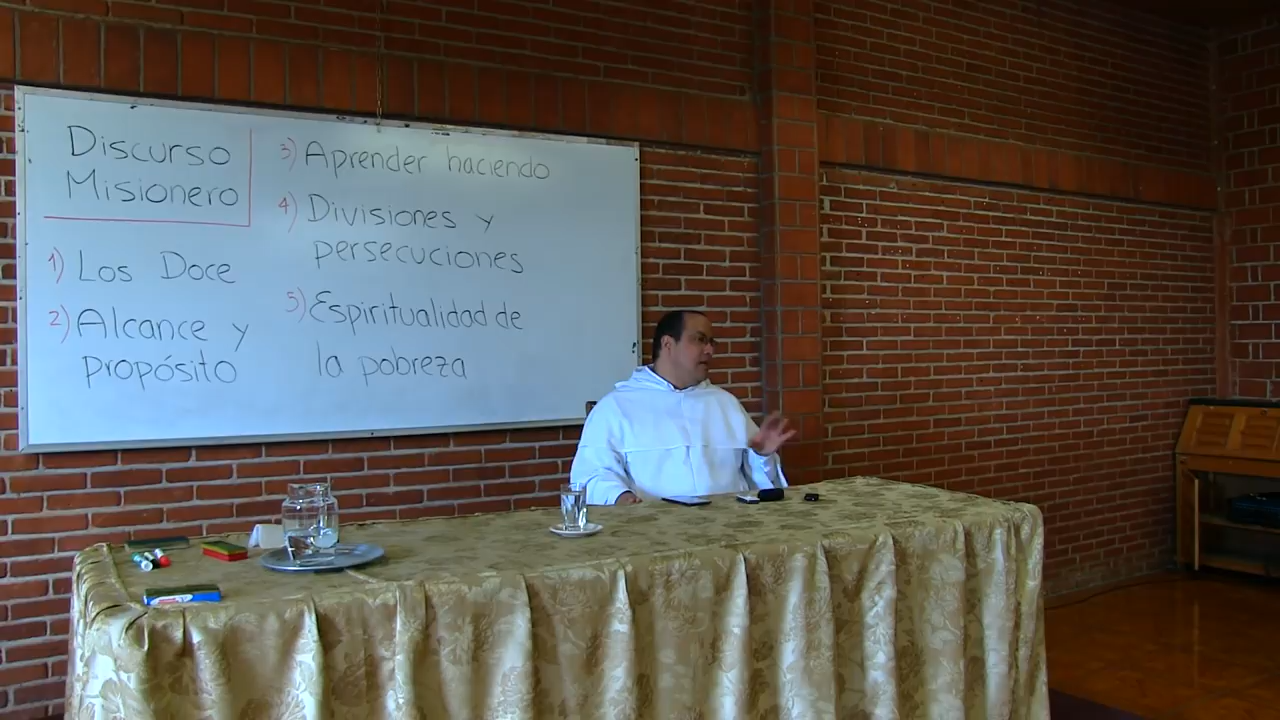 Discurso
Misionero
1) Los Doce
2) Alcance y
propósito
3) Aprender haciendo
4) Divisiones y
persecuciones
5) Espiritualidad de
la pobreza